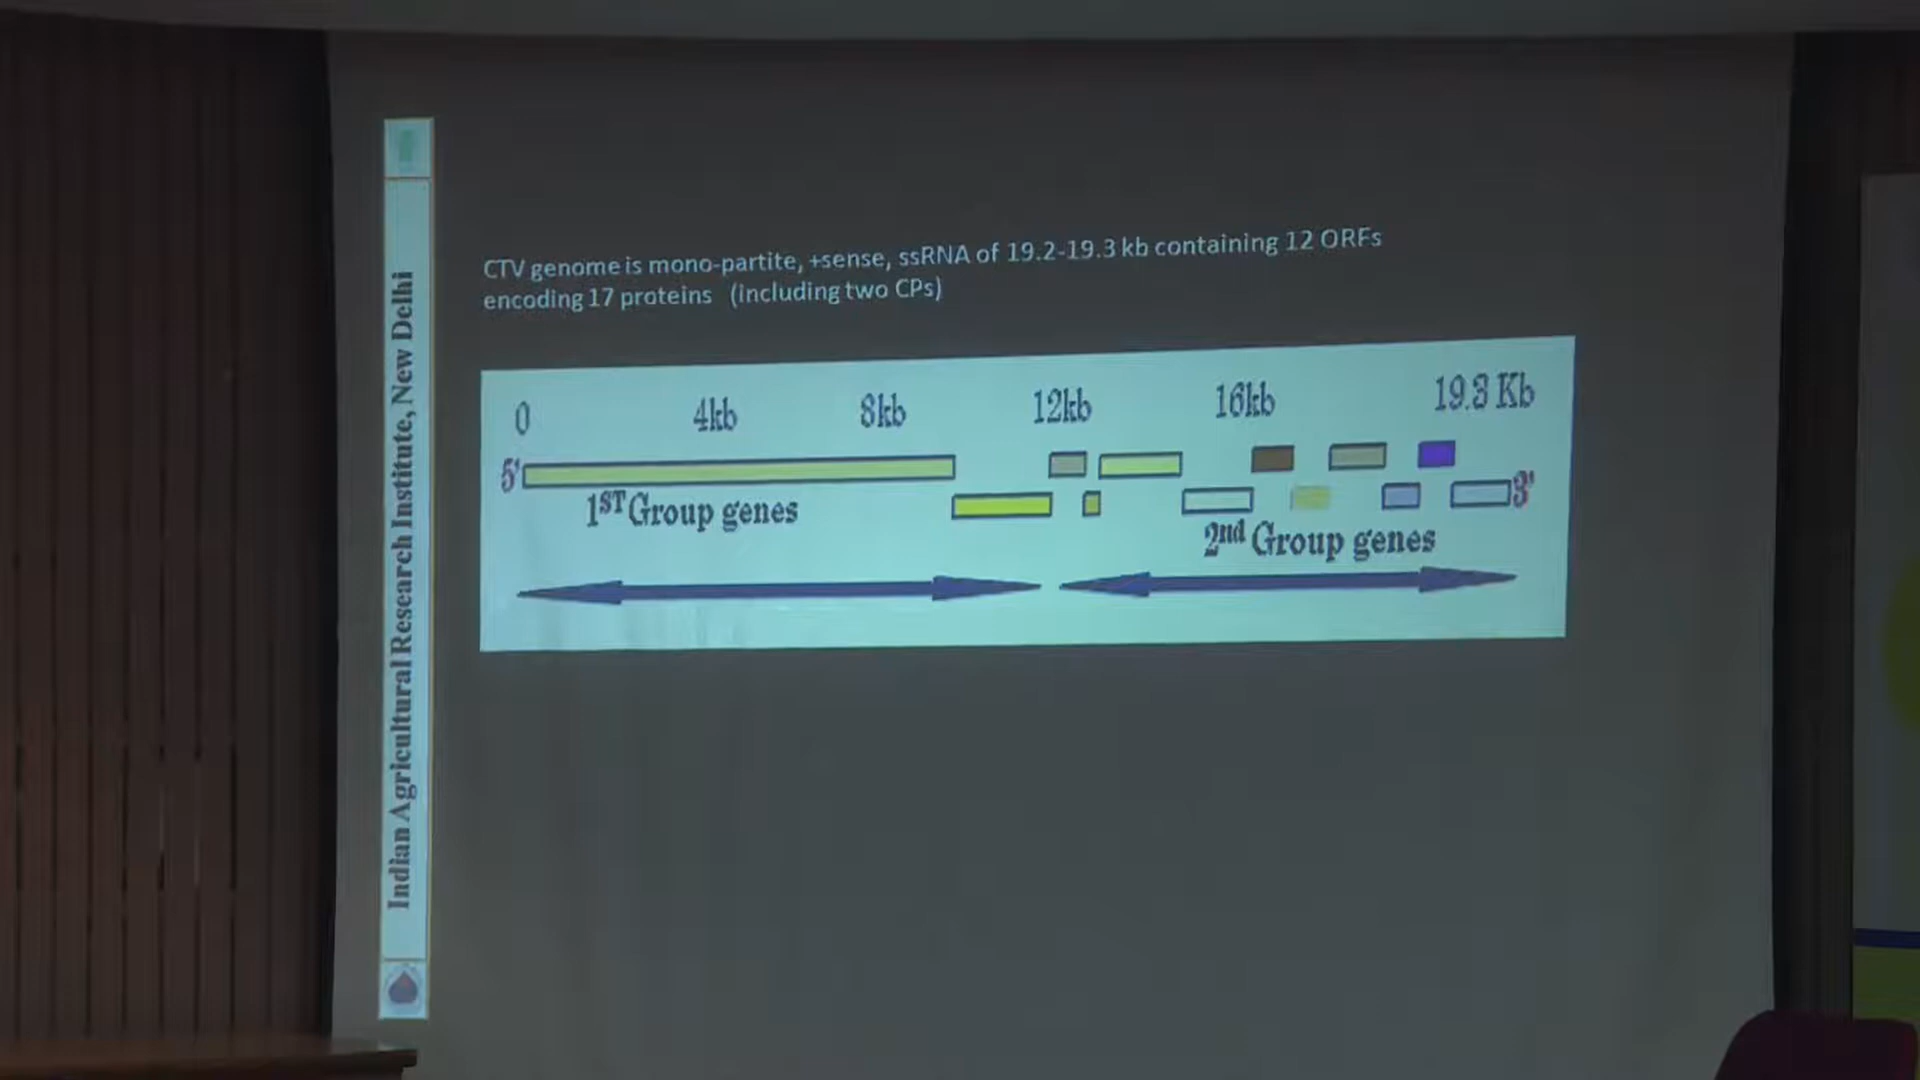 Indian Agricultural Research Institute, New Delhi
CTV genome is mono-partite, +sense, ssRNA of 19.2-19.3 kb containing 12 ORFs
encoding 17 proteins (including two CPs)
0 4kb 8kb 12kb 16kb 19.3 Kb
5' 3'
1ST Group genes
2nd Group genes